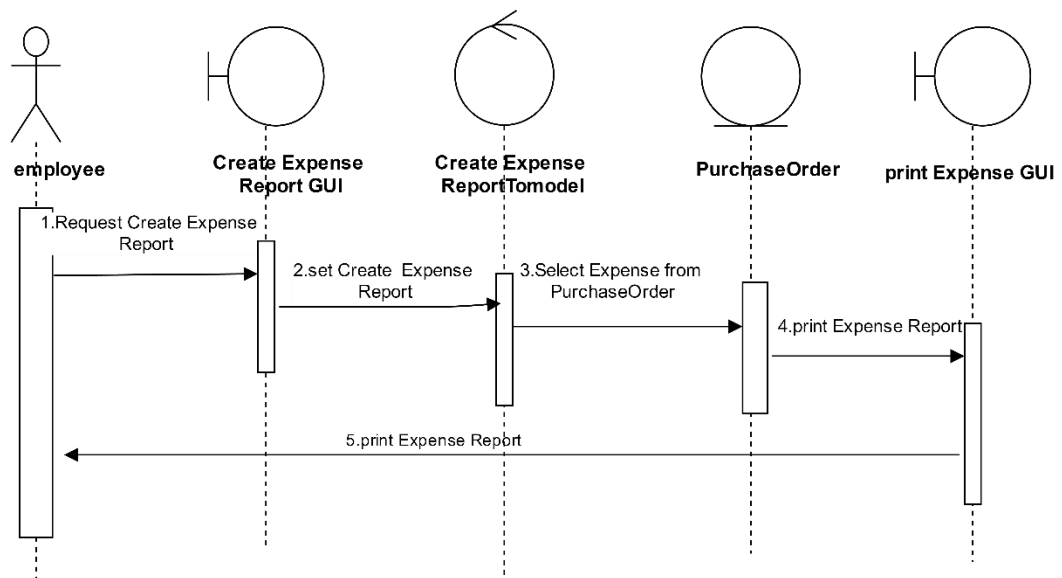 employee
Create Expense
Report GUI
Create Expense
ReportTomodel
PurchaseOrder
print Expense GUI
1.Request Create Expense
Report
2.set Create  Expense
Report
3.Select Expense from
PurchaseOrder
4.print Expense Report
5.print Expense Report